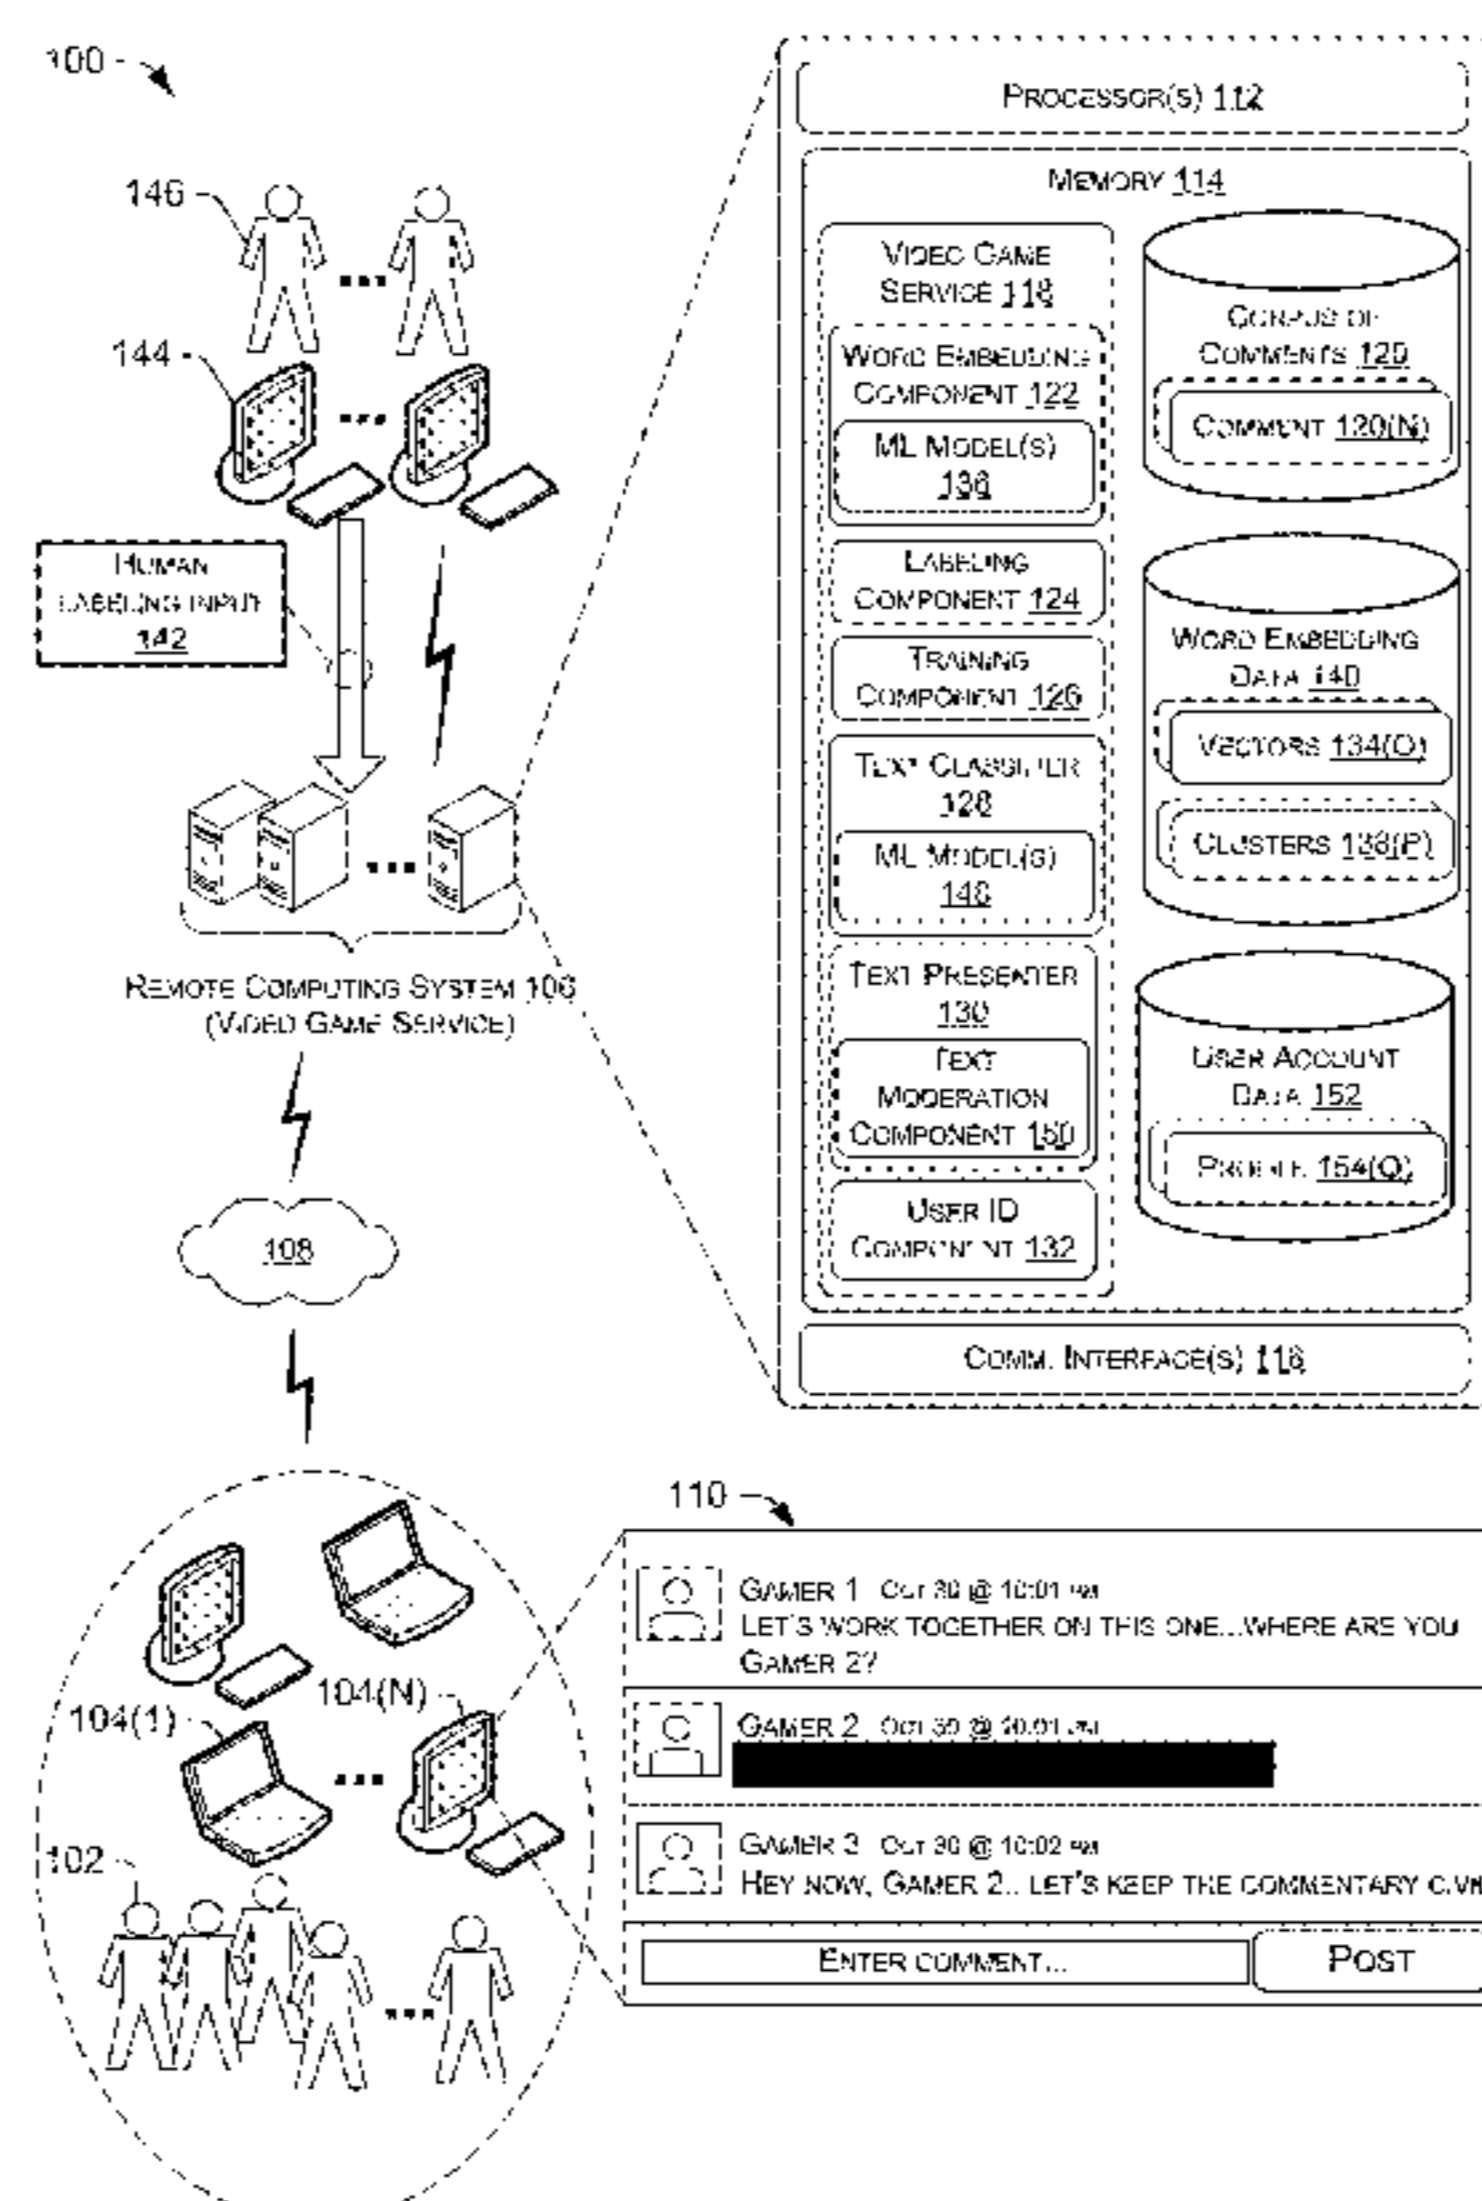 100
PROCESSOR(S) 112
MEMORY 114
146
VIDEO GAME
SERVICE 118
CORPUS OF
COMMENTS 120
WORD EMBEDDING
COMPONENT 122
COMMENT 120(N)
ML MODEL(S)
136
144
HUMAN
LABELING INPUT
142
LABELING
COMPONENT 124
WORD EMBEDDING
DATA 140
TRAINING
COMPONENT 126
VECTORS 134(O)
TEXT CLASSIFIER
128
CLUSTERS 138(P)
ML MODEL(S)
148
REMOTE COMPUTING SYSTEM 106
(VIDEO GAME SERVICE)
TEXT PRESENTER
130
TEXT
MODERATION
COMPONENT 150
USER ACCOUNT
DATA 152
PROFILE 154(Q)
USER ID
COMPONENT 132
108
COMM. INTERFACE(S) 116
110
GAMER 1 OCT 30 @ 10:01 PM
LET'S WORK TOGETHER ON THIS ONE...WHERE ARE YOU
GAMER 2?
104(N)
104(1)
GAMER 2 OCT 30 @ 10:01 PM
GAMER 3 OCT 30 @ 10:02 PM
HEY NOW, GAMER 2.. LET'S KEEP THE COMMENTARY
102
ENTER COMMENT...
POST